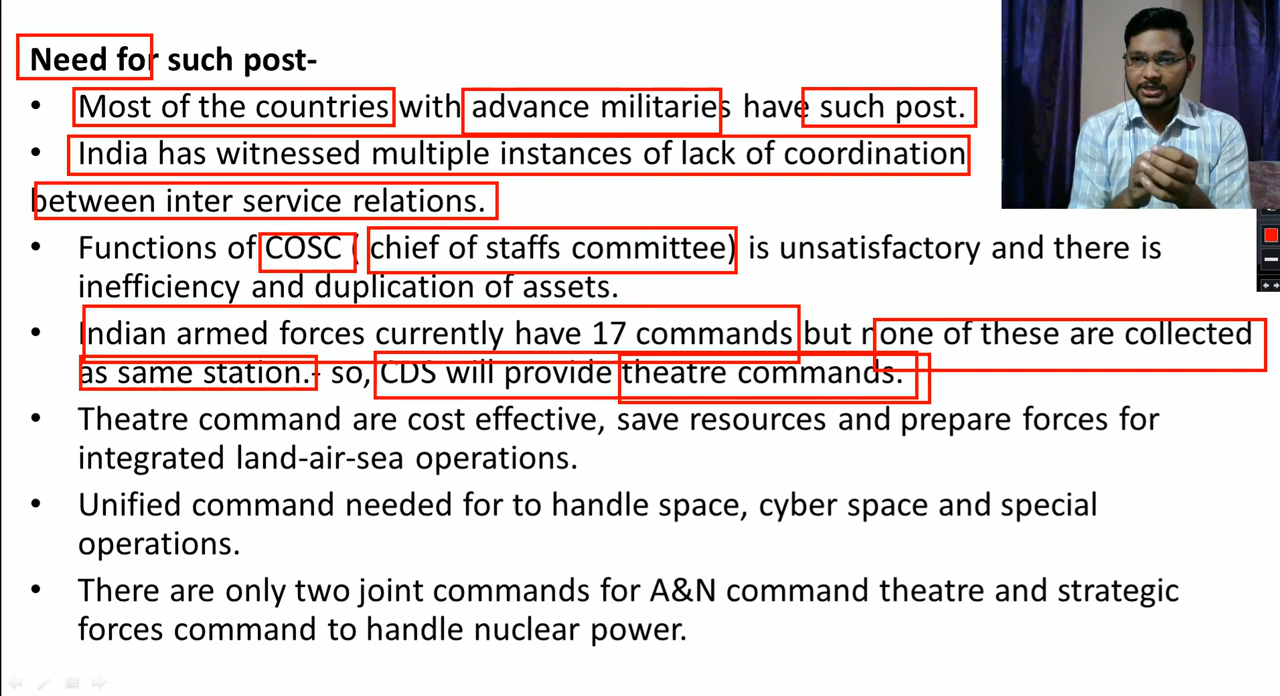 Need for such post-
• Most of the countries with advance militaries have such post.
• India has witnessed multiple instances of lack of coordination
between inter service relations.
• Functions of COSC ( chief of staffs committee) is unsatisfactory and there is
inefficiency and duplication of assets.
• Indian armed forces currently have 17 commands but none of these are collected
as same station.- so, CDS will provide theatre commands.
• Theatre command are cost effective, save resources and prepare forces for
integrated land-air-sea operations.
• Unified command needed for to handle space, cyber space and special
operations.
• There are only two joint commands for A&N command theatre and strategic
forces command to handle nuclear power.